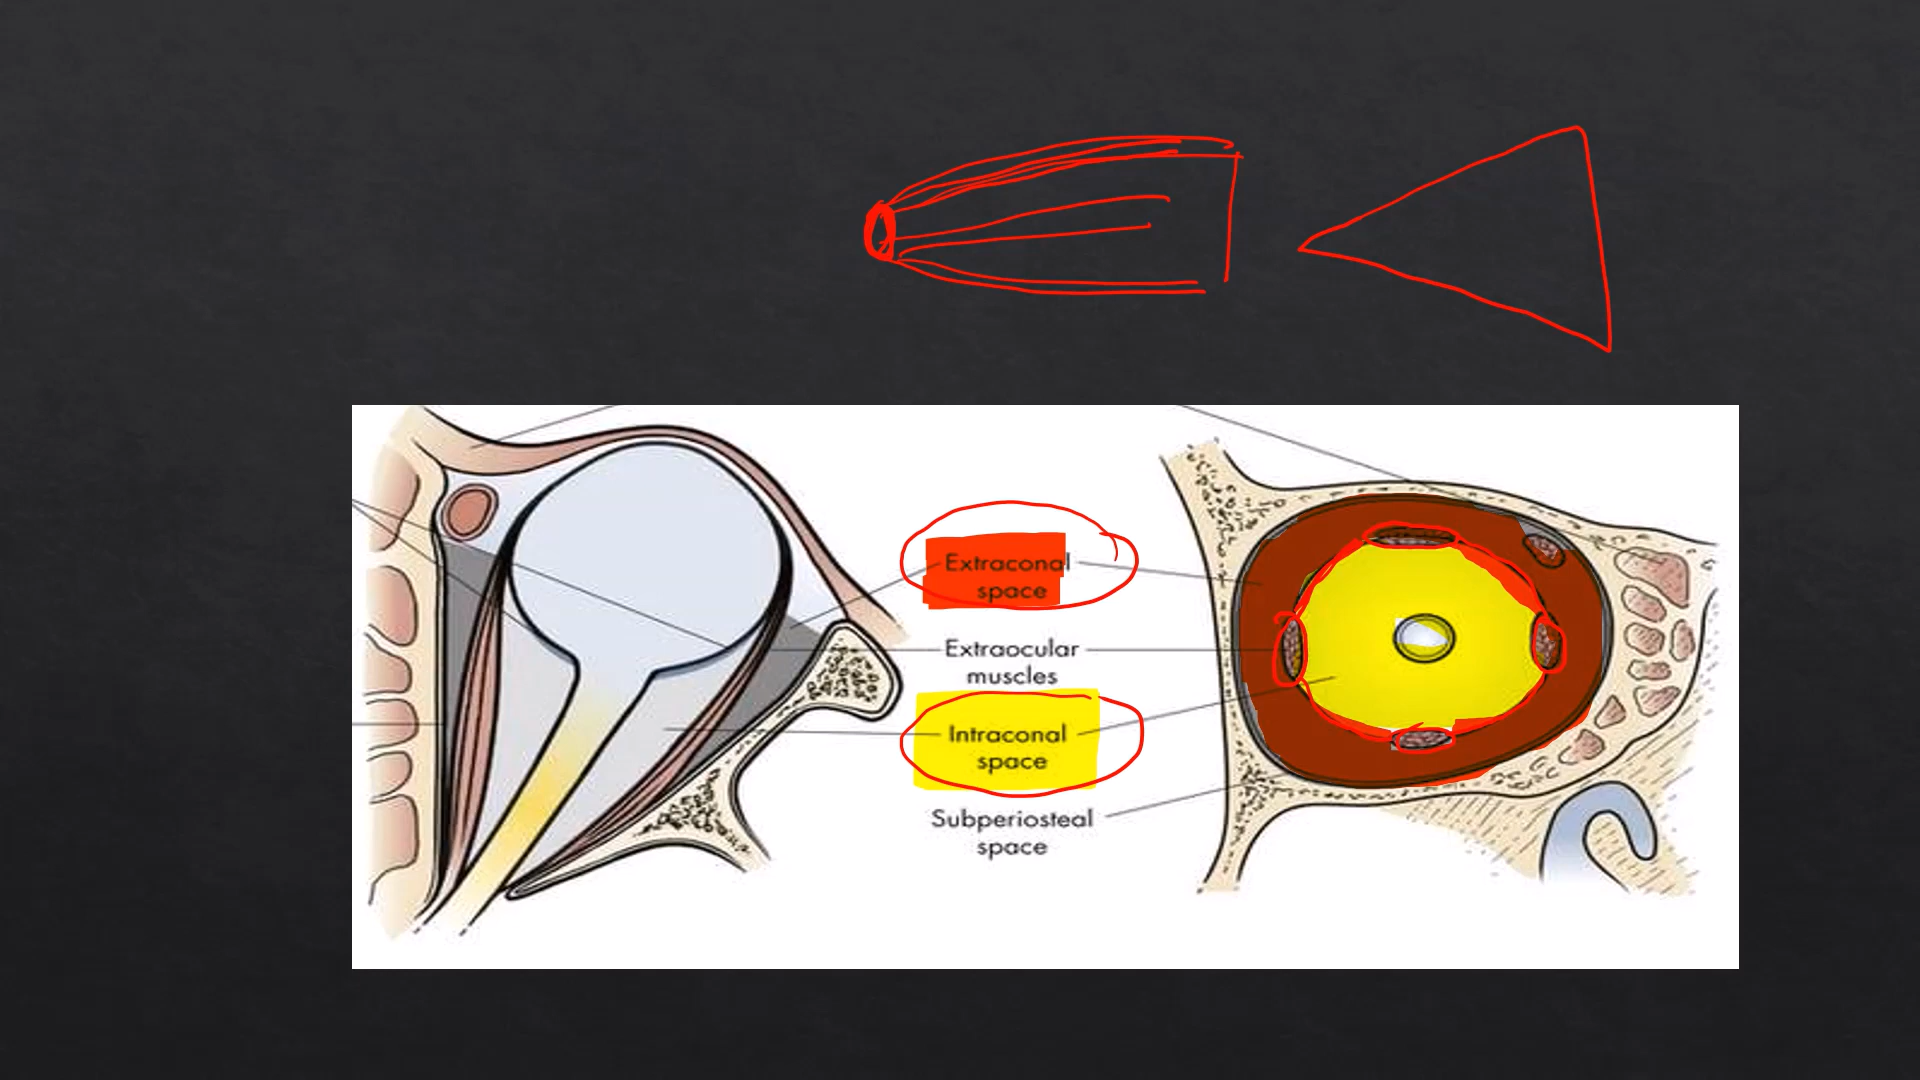 Extraconal
space
Extraocular
muscles
Intraconal
space
Subperiosteal
space